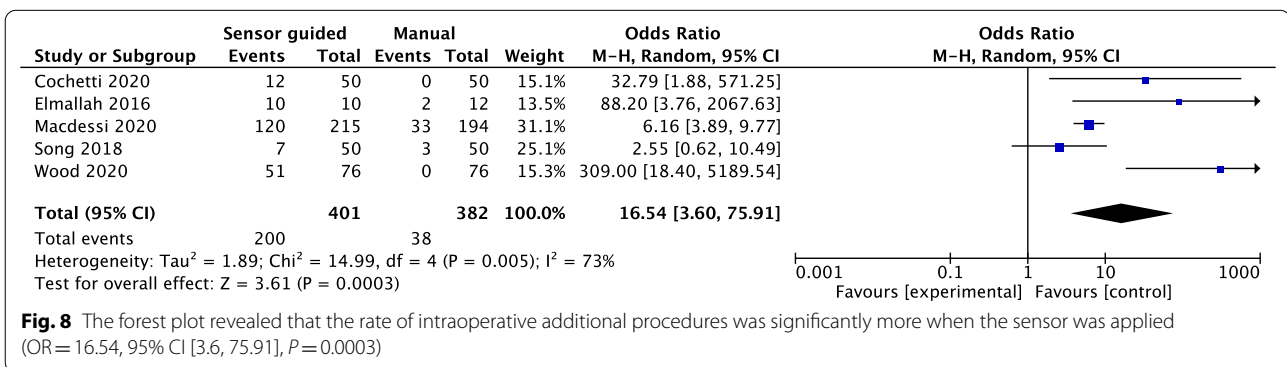 Sensor guided Manual Odds Ratio Odds Ratio
Study or Subgroup Events Total Events Total Weight M-H, Random, 95% CI M-H, Random, 95% CI
Cochetti 2020 12 50 0 50 15.1% 32.79 [1.88, 571.25]
Elmallah 2016 10 10 2 12 13.5% 88.20 [3.76, 2067.63]
Macdessi 2020 120 215 33 194 31.1% 6.16 [3.89, 9.77]
Song 2018 7 50 3 50 25.1% 2.55 [0.62, 10.49]
Wood 2020 51 76 0 76 15.3% 309.00 [18.40, 5189.54]
Total (95% CI) 401 382 100.0% 16.54 [3.60, 75.91]
Total events 200 38
Heterogeneity: Tau² = 1.89; Chi² = 14.99, df = 4 (P = 0.005); I² = 73%
Test for overall effect: Z = 3.61 (P = 0.0003)
0.001 0.1 1 10 1000
Favours [experimental] Favours [control]
Fig. 8 The forest plot revealed that the rate of intraoperative additional procedures was significantly more when the sensor was applied
(OR = 16.54, 95% CI [3.6, 75.91], P = 0.0003)